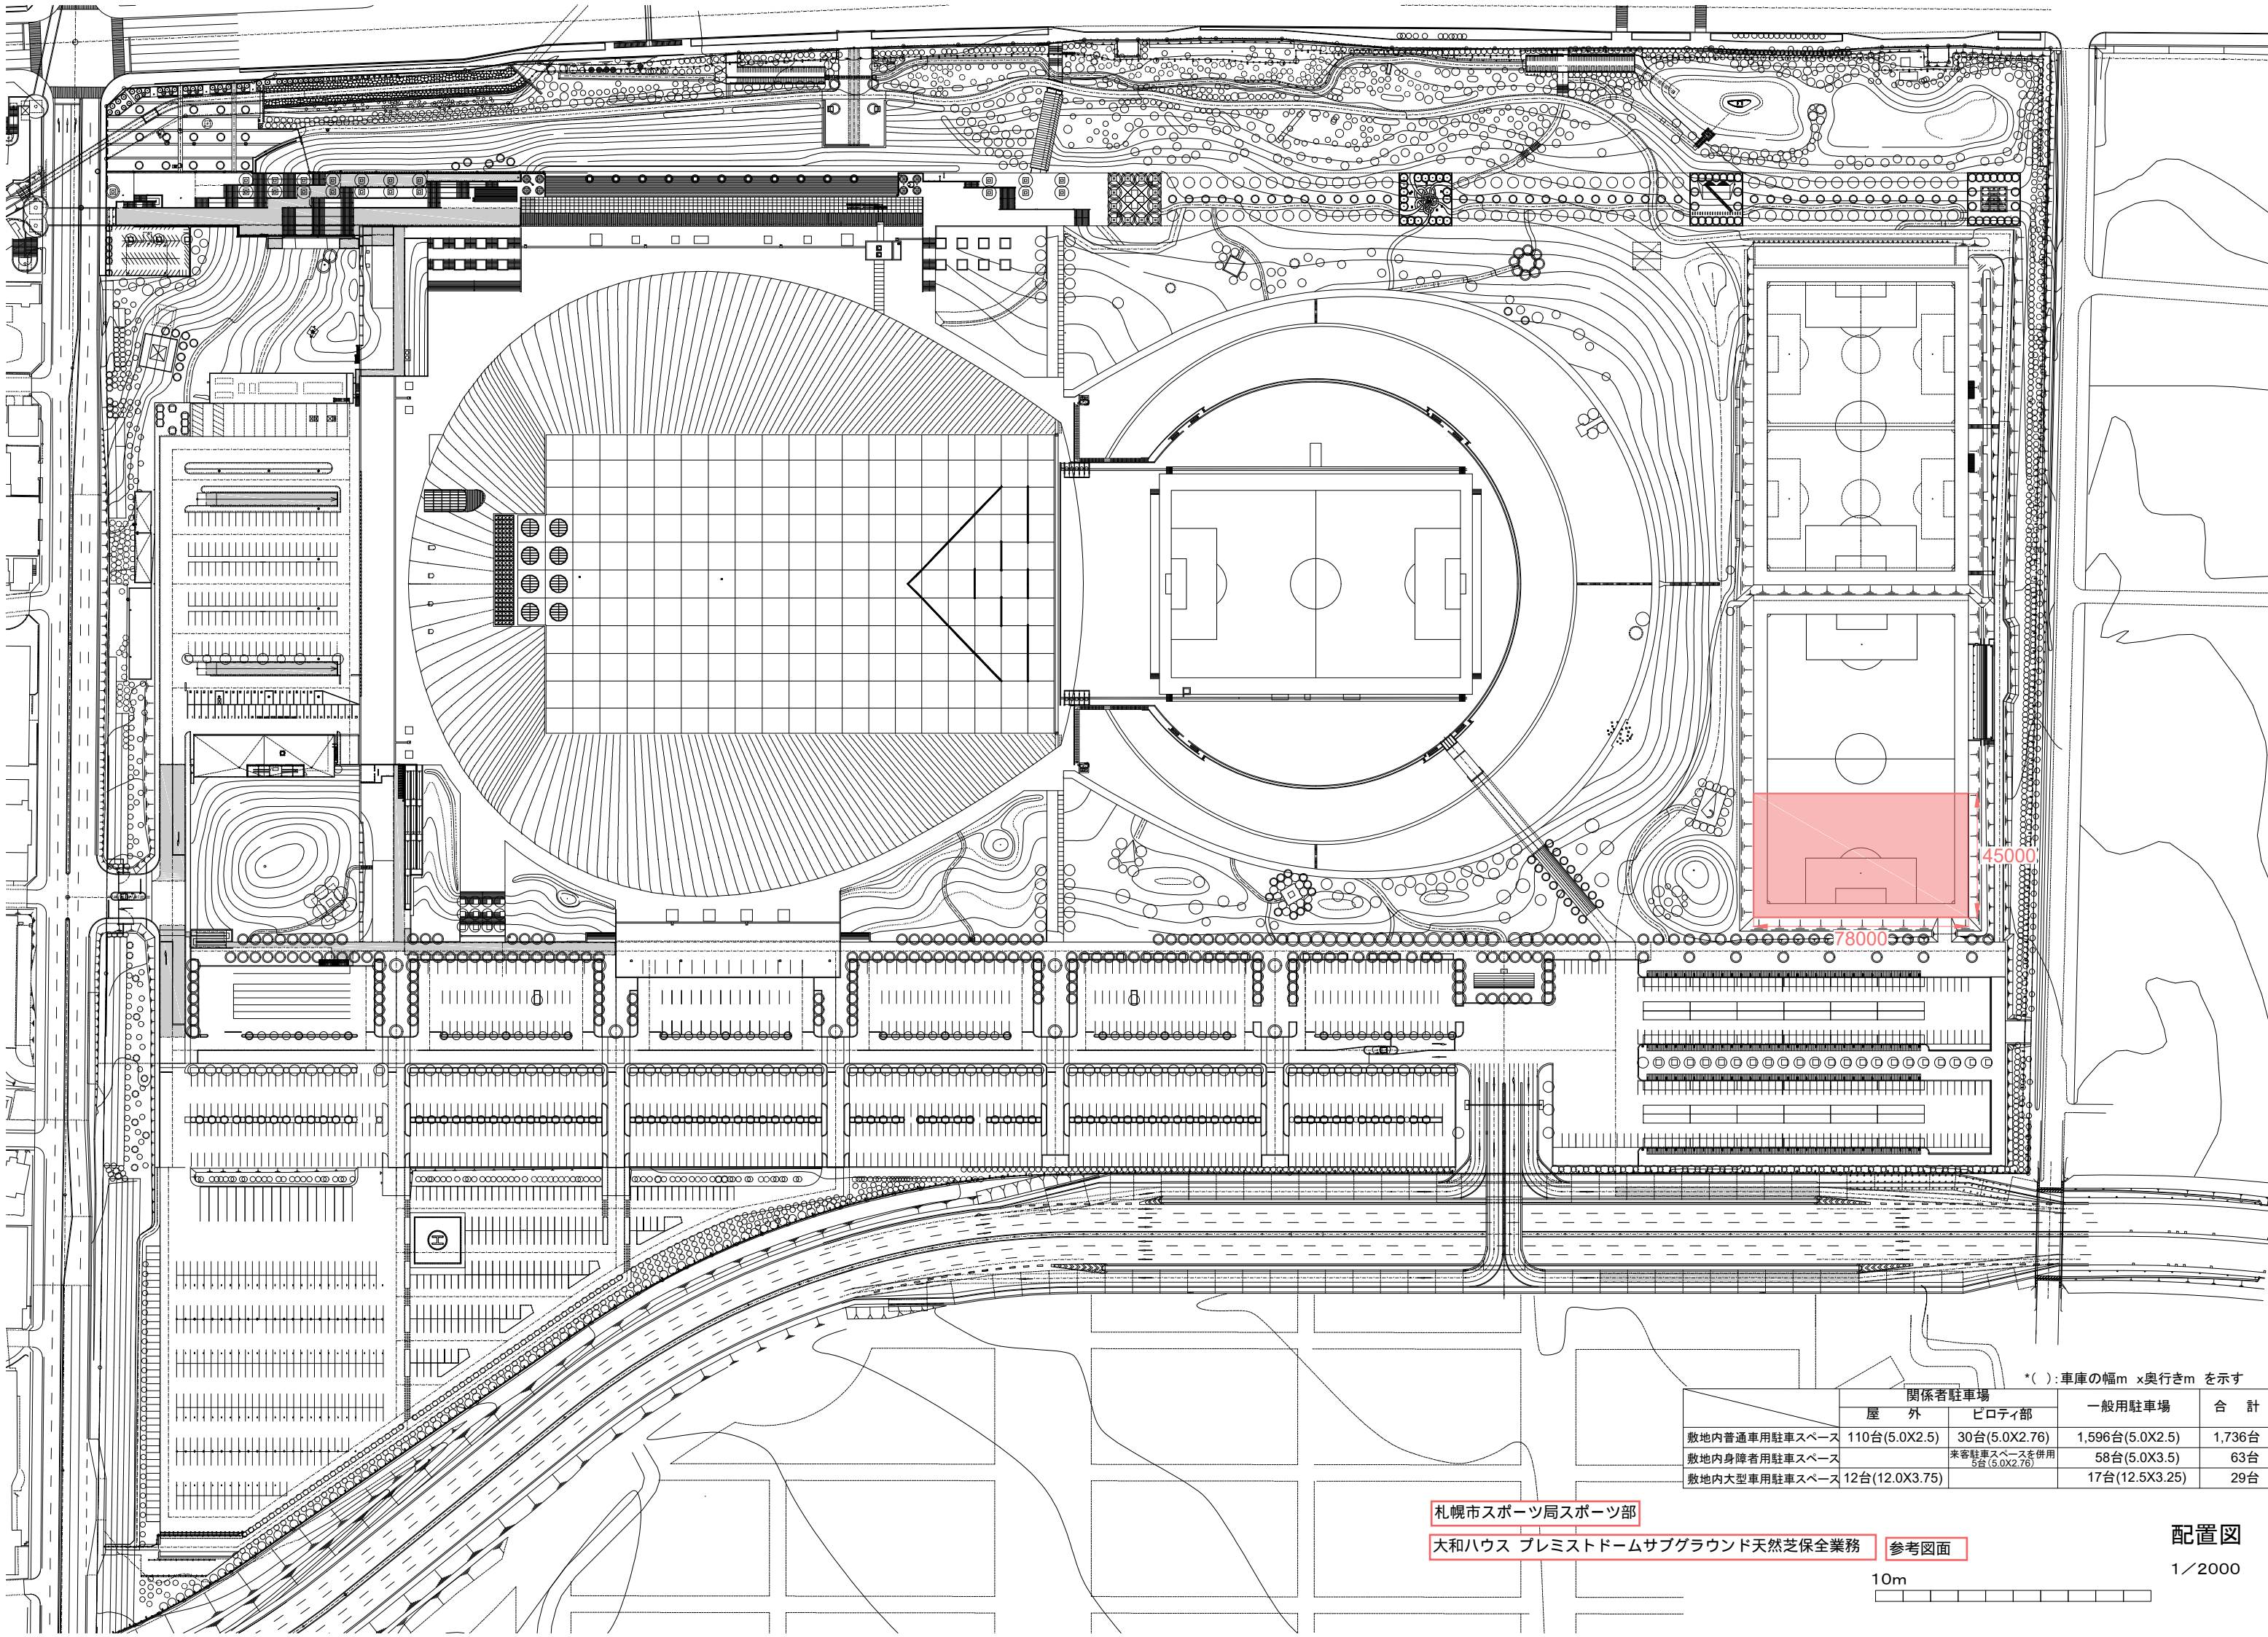 45000
78000
*( ):車庫の幅m x奥行きm を示す
関係者駐車場 一般用駐車場 合 計
屋 外 ピロティ部
敷地内普通車用駐車スペース 110台(5.0X2.5) 30台(5.0X2.76) 1,596台(5.0X2.5) 1,736台
敷地内身障者用駐車スペース 来客駐車スペースを併用 5台(5.0X2.76) 58台(5.0X3.5) 63台
敷地内大型車用駐車スペース 12台(12.0X3.75) 17台(12.5X3.25) 29台
札幌市スポーツ局スポーツ部
大和ハウス プレミストドームサブグラウンド天然芝保全業務 参考図面
配置図
1/2000
10m